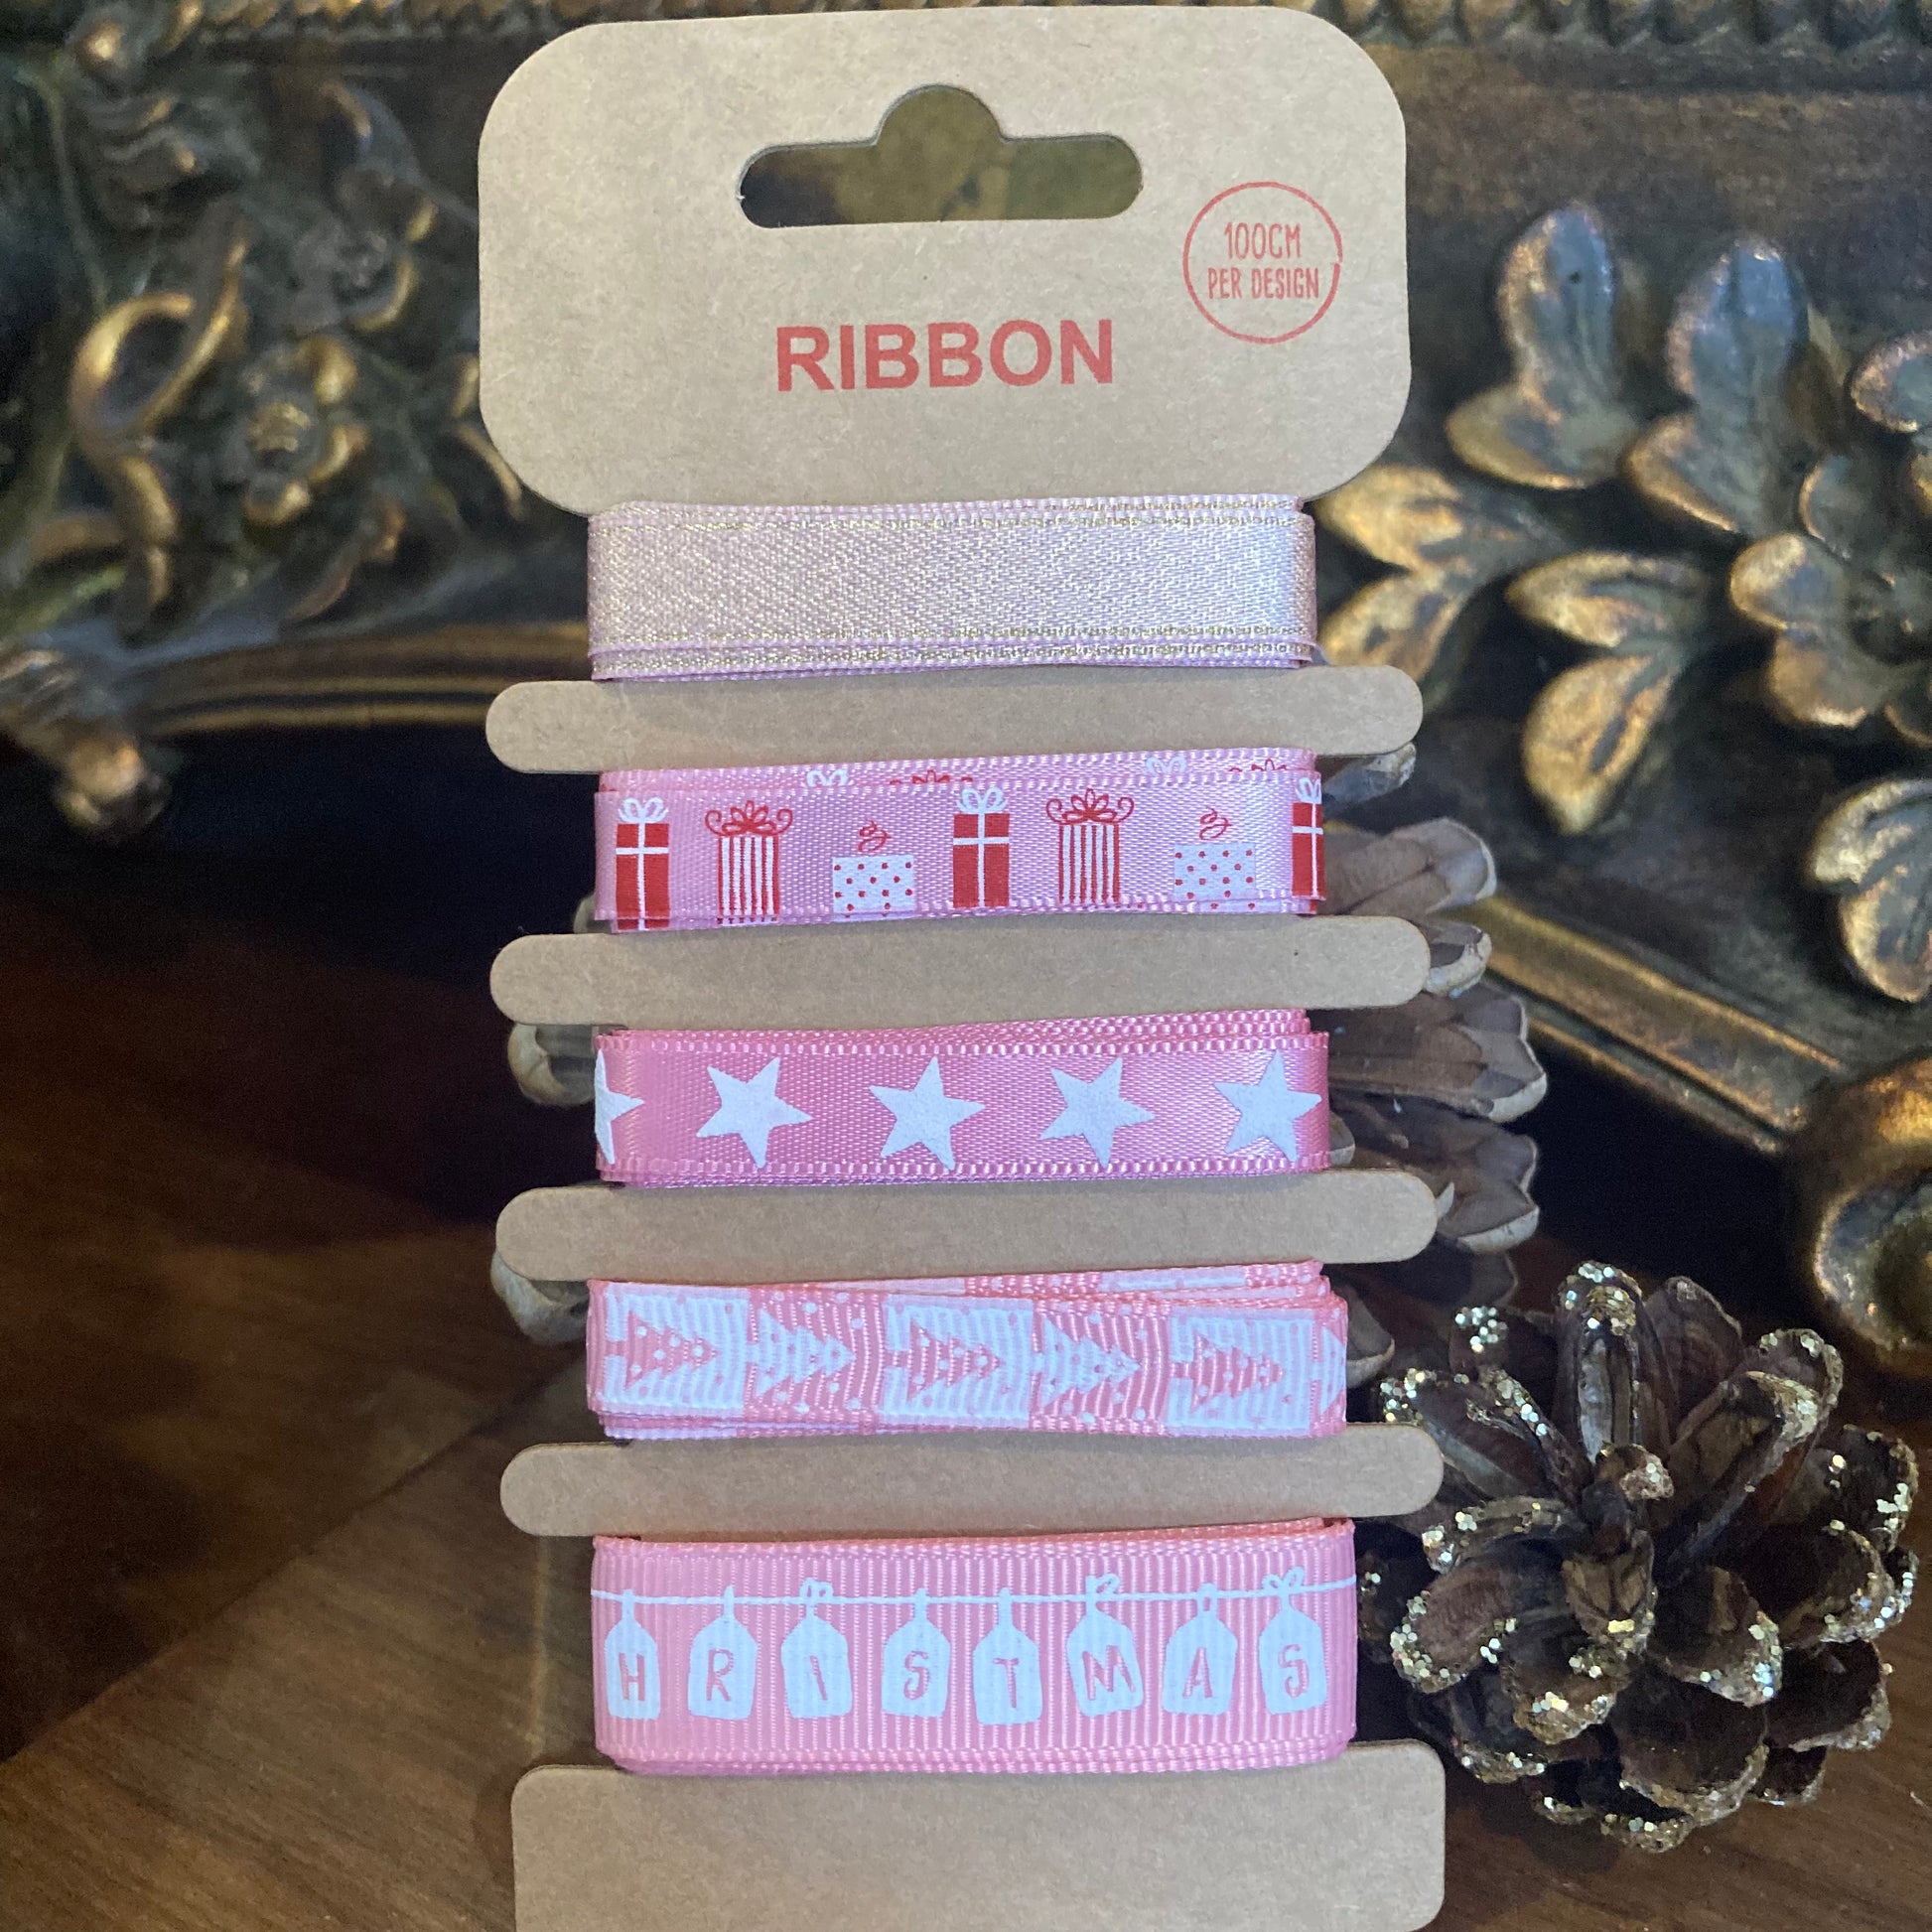 100CM
PER DESIGN
RIBBON
HRISTMAS